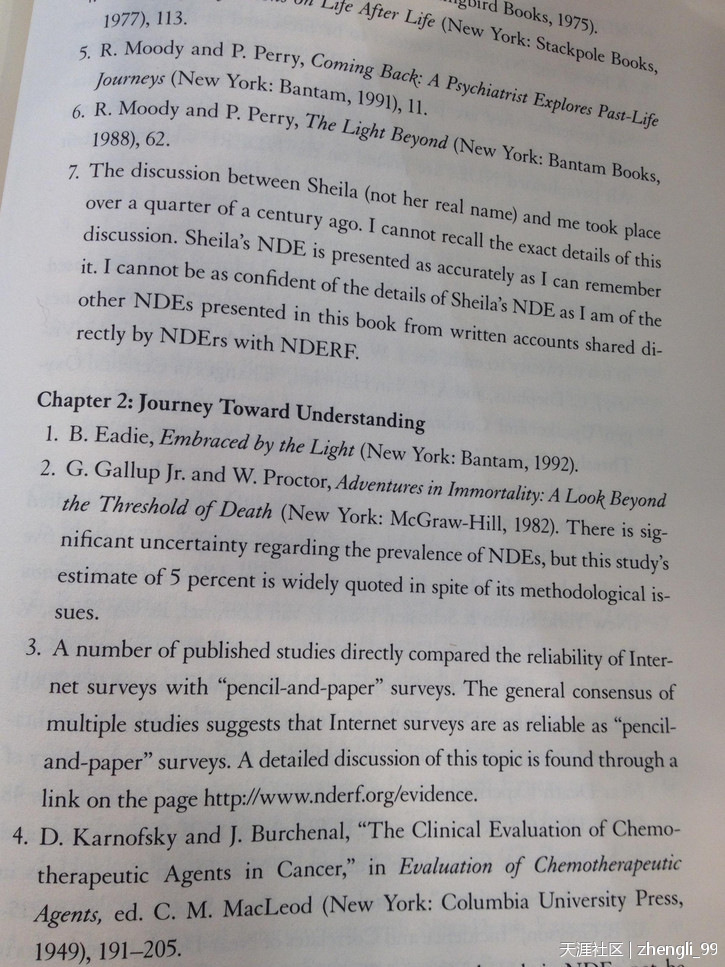 on Life After Life (New York: Stackpole Books,
1977), 113.
5. R. Moody and P. Perry, Coming Back: A Psychiatrist Explores Past-Life
Journeys (New York: Bantam, 1991), 11.
6. R. Moody and P. Perry, The Light Beyond (New York: Bantam Books,
1988), 62.
7. The discussion between Sheila (not her real name) and me took place
over a quarter of a century ago. I cannot recall the exact details of this
discussion. Sheila's NDE is presented as accurately as I can remember
it. I cannot be as confident of the details of Sheila's NDE as I am of the
other NDEs presented in this book from written accounts shared di-
rectly by NDErs with NDERF.
Chapter 2: Journey Toward Understanding
1. B. Eadie, Embraced by the Light (New York: Bantam, 1992).
2. G. Gallup Jr. and W. Proctor, Adventures in Immortality: A Look Beyond
the Threshold of Death (New York: McGraw-Hill, 1982). There is sig-
nificant uncertainty regarding the prevalence of NDEs, but this study's
estimate of 5 percent is widely quoted in spite of its methodological is-
sues.
3. A number of published studies directly compared the reliability of Inter-
net surveys with “pencil-and-paper” surveys. The general consensus of
multiple studies suggests that Internet surveys are as reliable as “pencil-
and-paper” surveys. A detailed discussion of this topic is found through a
link on the page http://www.nderf.org/evidence.
4. D. Karnofsky and J. Burchenal, “The Clinical Evaluation of Chemo-
therapeutic Agents in Cancer,” in Evaluation of Chemotherapeutic
Agents, ed. C. M. MacLeod (New York: Columbia University Press,
1949), 191–205.
天涯社区 | zhengli_99